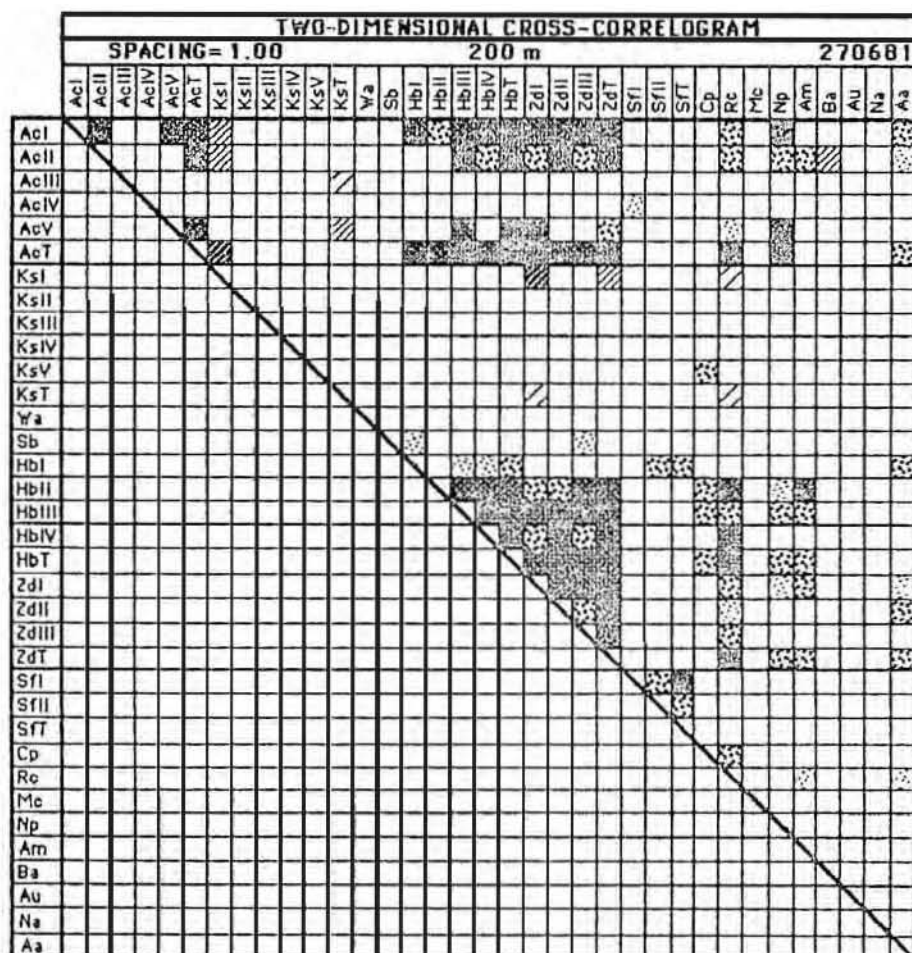 TWO-DIMENSIONAL CROSS-CORRELOGRAM
SPACING= 1.00 200 m 270681
AcI AcII AcIII AcIV AcV AcT KsI KsII KsIII KsIV KsV KsT Wa Sb HbI HbII HbIII HbIV HbT ZdI ZdII ZdIII ZdT SfI SfII SfT Cp Rc Mc Np Am Ba Au Na Aa
AcI
AcII
AcIII
AcIV
AcV
AcT
KsI
KsII
KsIII
KsIV
KsV
KsT
Wa
Sb
HbI
HbII
HbIII
HbIV
HbT
ZdI
ZdII
ZdIII
ZdT
SfI
SfII
SfT
Cp
Rc
Mc
Np
Am
Ba
Au
Na
Aa